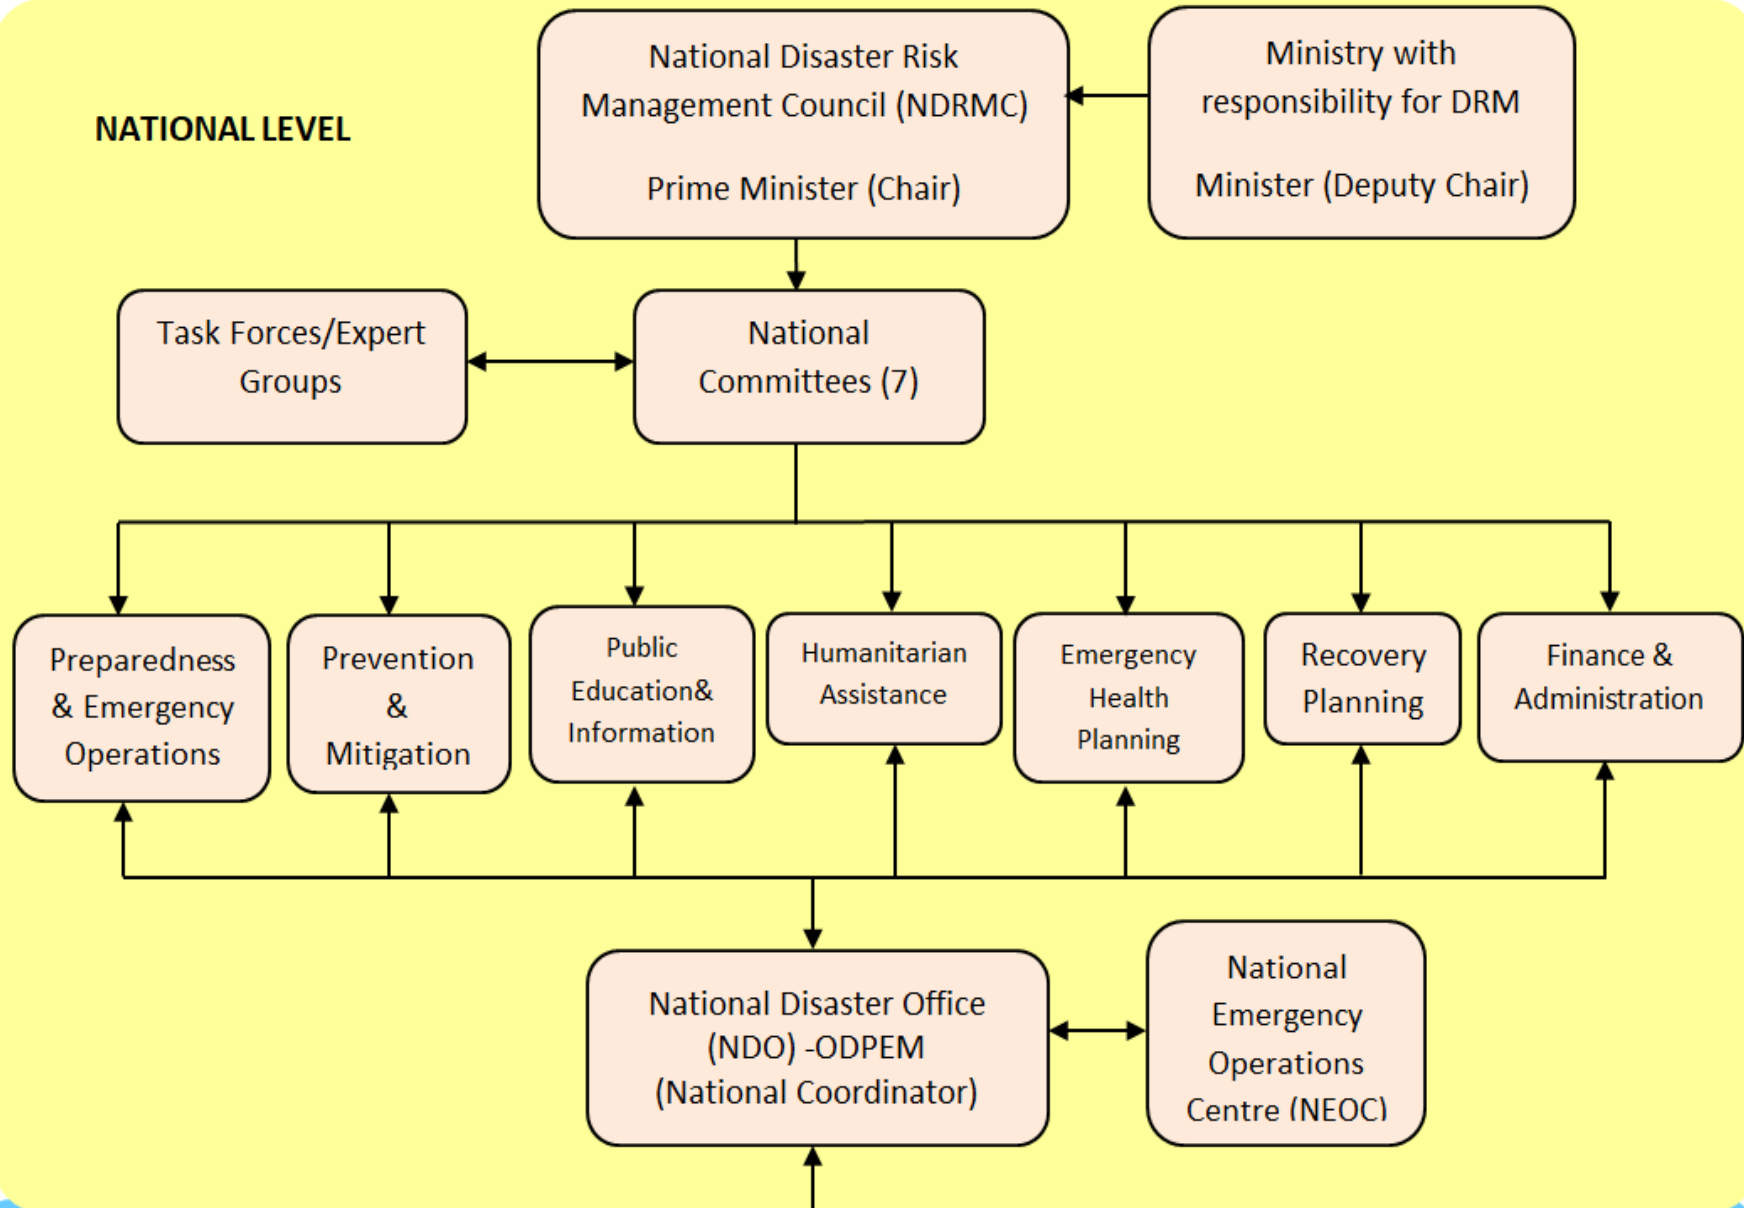 National Disaster Risk
Management Council (NDRMC)
Prime Minister (Chair)
Ministry with
responsibility for DRM
Minister (Deputy Chair)
NATIONAL LEVEL
Task Forces/Expert
Groups
National
Committees (7)
Preparedness
& Emergency
Operations
Prevention
&
Mitigation
Public
Education&
Information
Humanitarian
Assistance
Emergency
Health
Planning
Recovery
Planning
Finance &
Administration
National Disaster Office
(NDO) -ODPEM
(National Coordinator)
National
Emergency
Operations
Centre (NEOC)